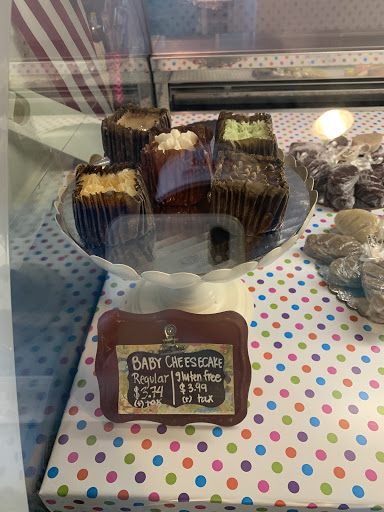 BABY CHEESECAKE
Regular | gluten free
$3.74 $3.99
(+) tax (+) tax